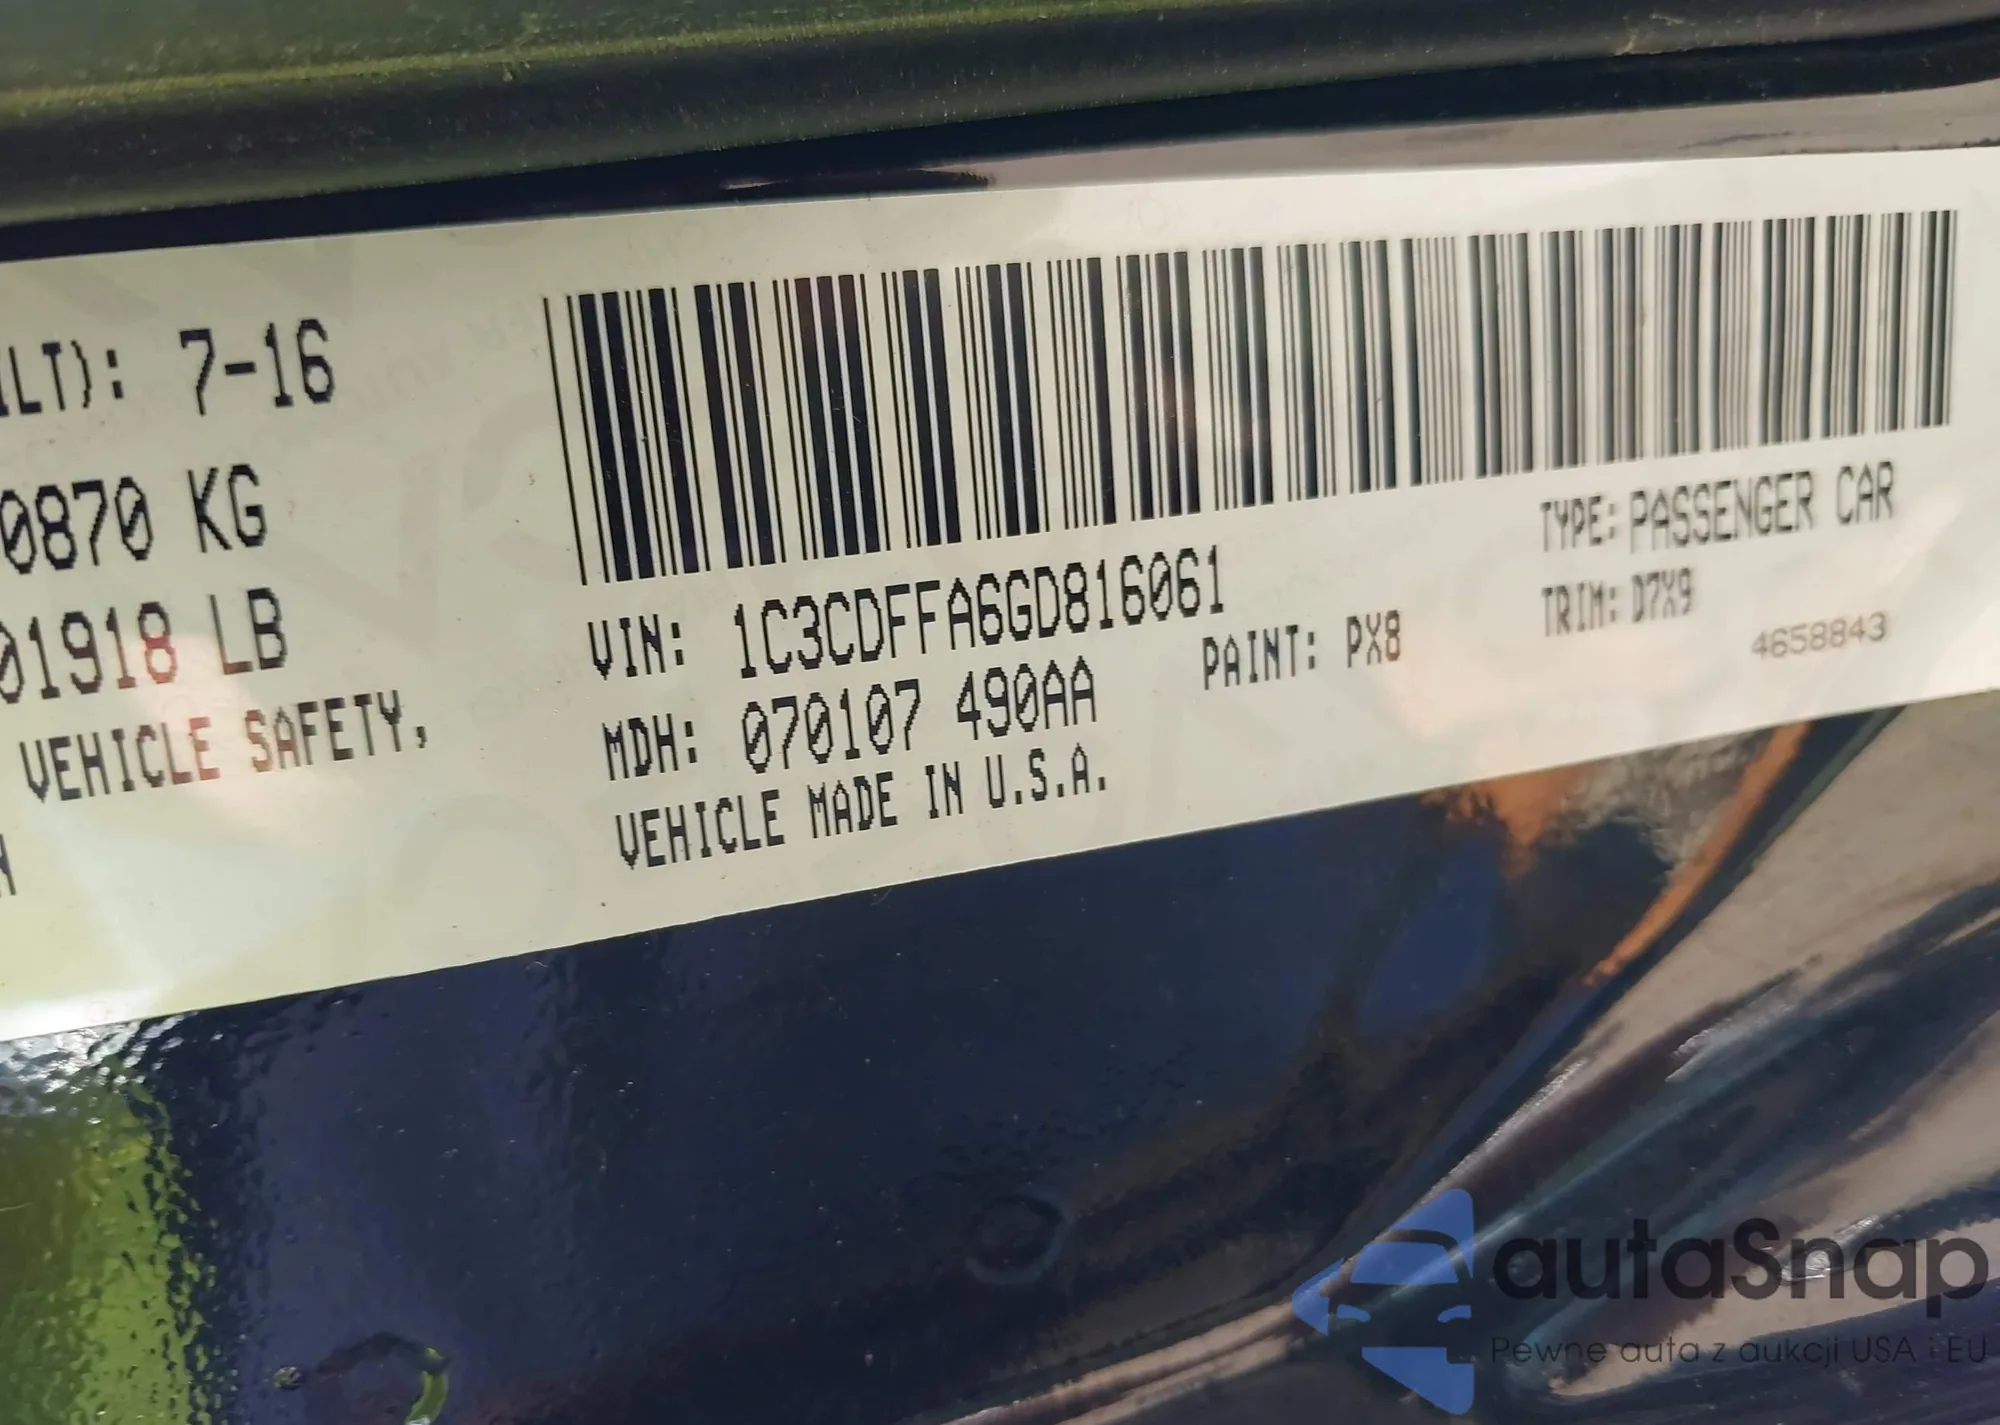 ILT): 7-16
0870 KG
01918 LB
VEHICLE SAFETY,
VIN: 1C3CDFFA6GD816061
MDH: 070107 490AA
PAINT: PX8
VEHICLE MADE IN U.S.A.
TYPE: PASSENGER CAR
TRIM: D7X9
4658843
autaSnap
Pewne auta z aukcji USA i EU